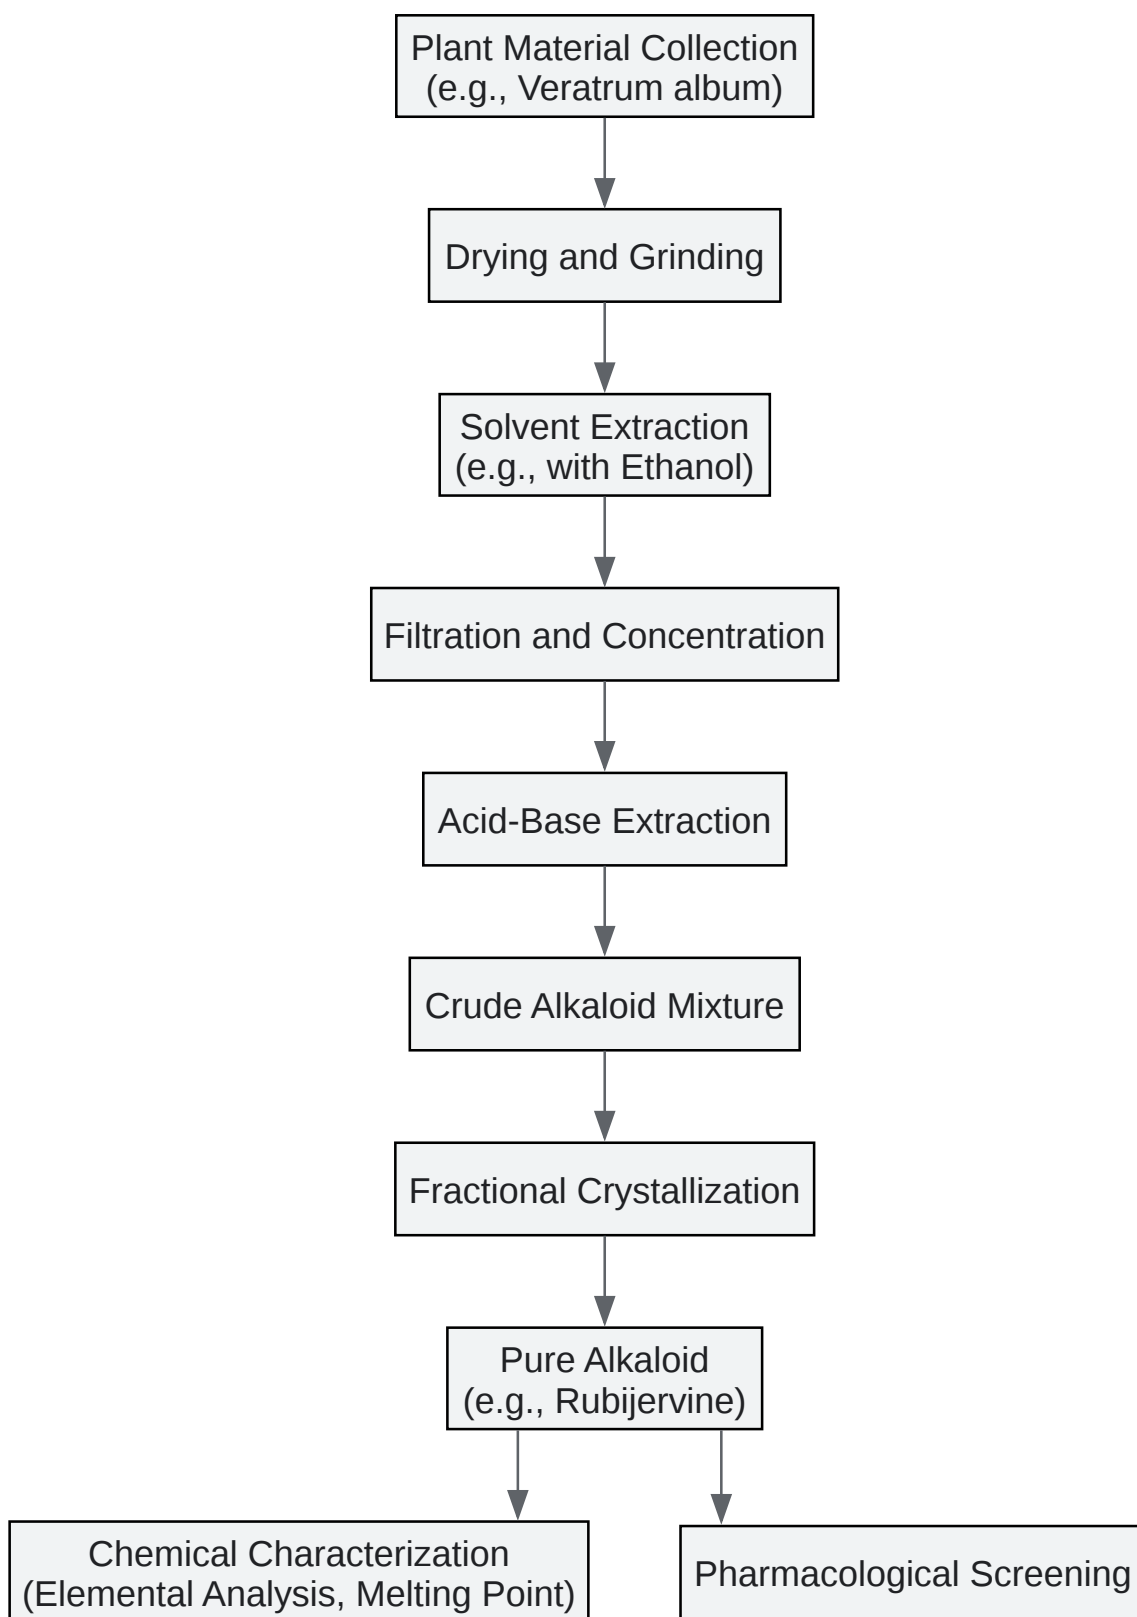 Plant Material Collection
(e.g., Veratrum album)
Drying and Grinding
Solvent Extraction
(e.g., with Ethanol)
Filtration and Concentration
Acid-Base Extraction
Crude Alkaloid Mixture
Fractional Crystallization
Pure Alkaloid
(e.g., Rubijervine)
Chemical Characterization
(Elemental Analysis, Melting Point)
Pharmacological Screening